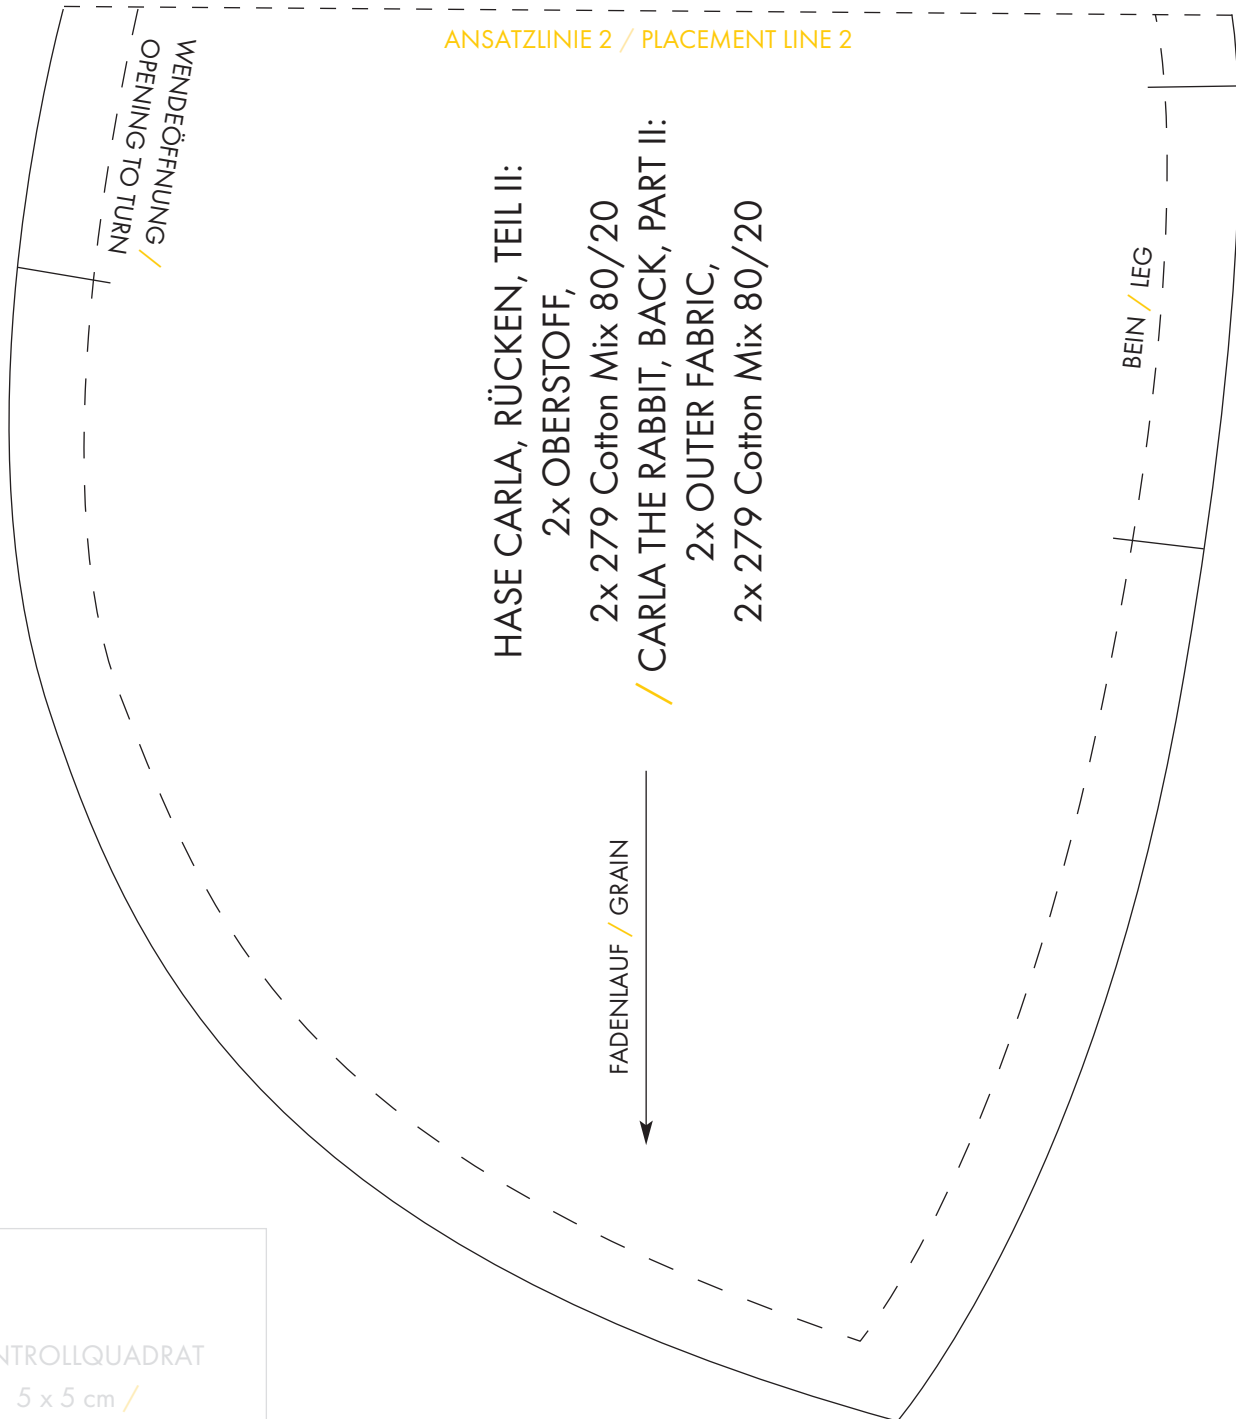 ANSATZLINIE 2 / PLACEMENT LINE 2
WENDEÖFFNUNG /
OPENING TO TURN
HASE CARLA, RÜCKEN, TEIL II:
2x OBERSTOFF,
2x 279 Cotton Mix 80/20
/ CARLA THE RABBIT, BACK, PART II:
2x OUTER FABRIC,
2x 279 Cotton Mix 80/20
BEIN / LEG
FADENLAUF / GRAIN
NTROLLQUADRAT
5 x 5 cm /